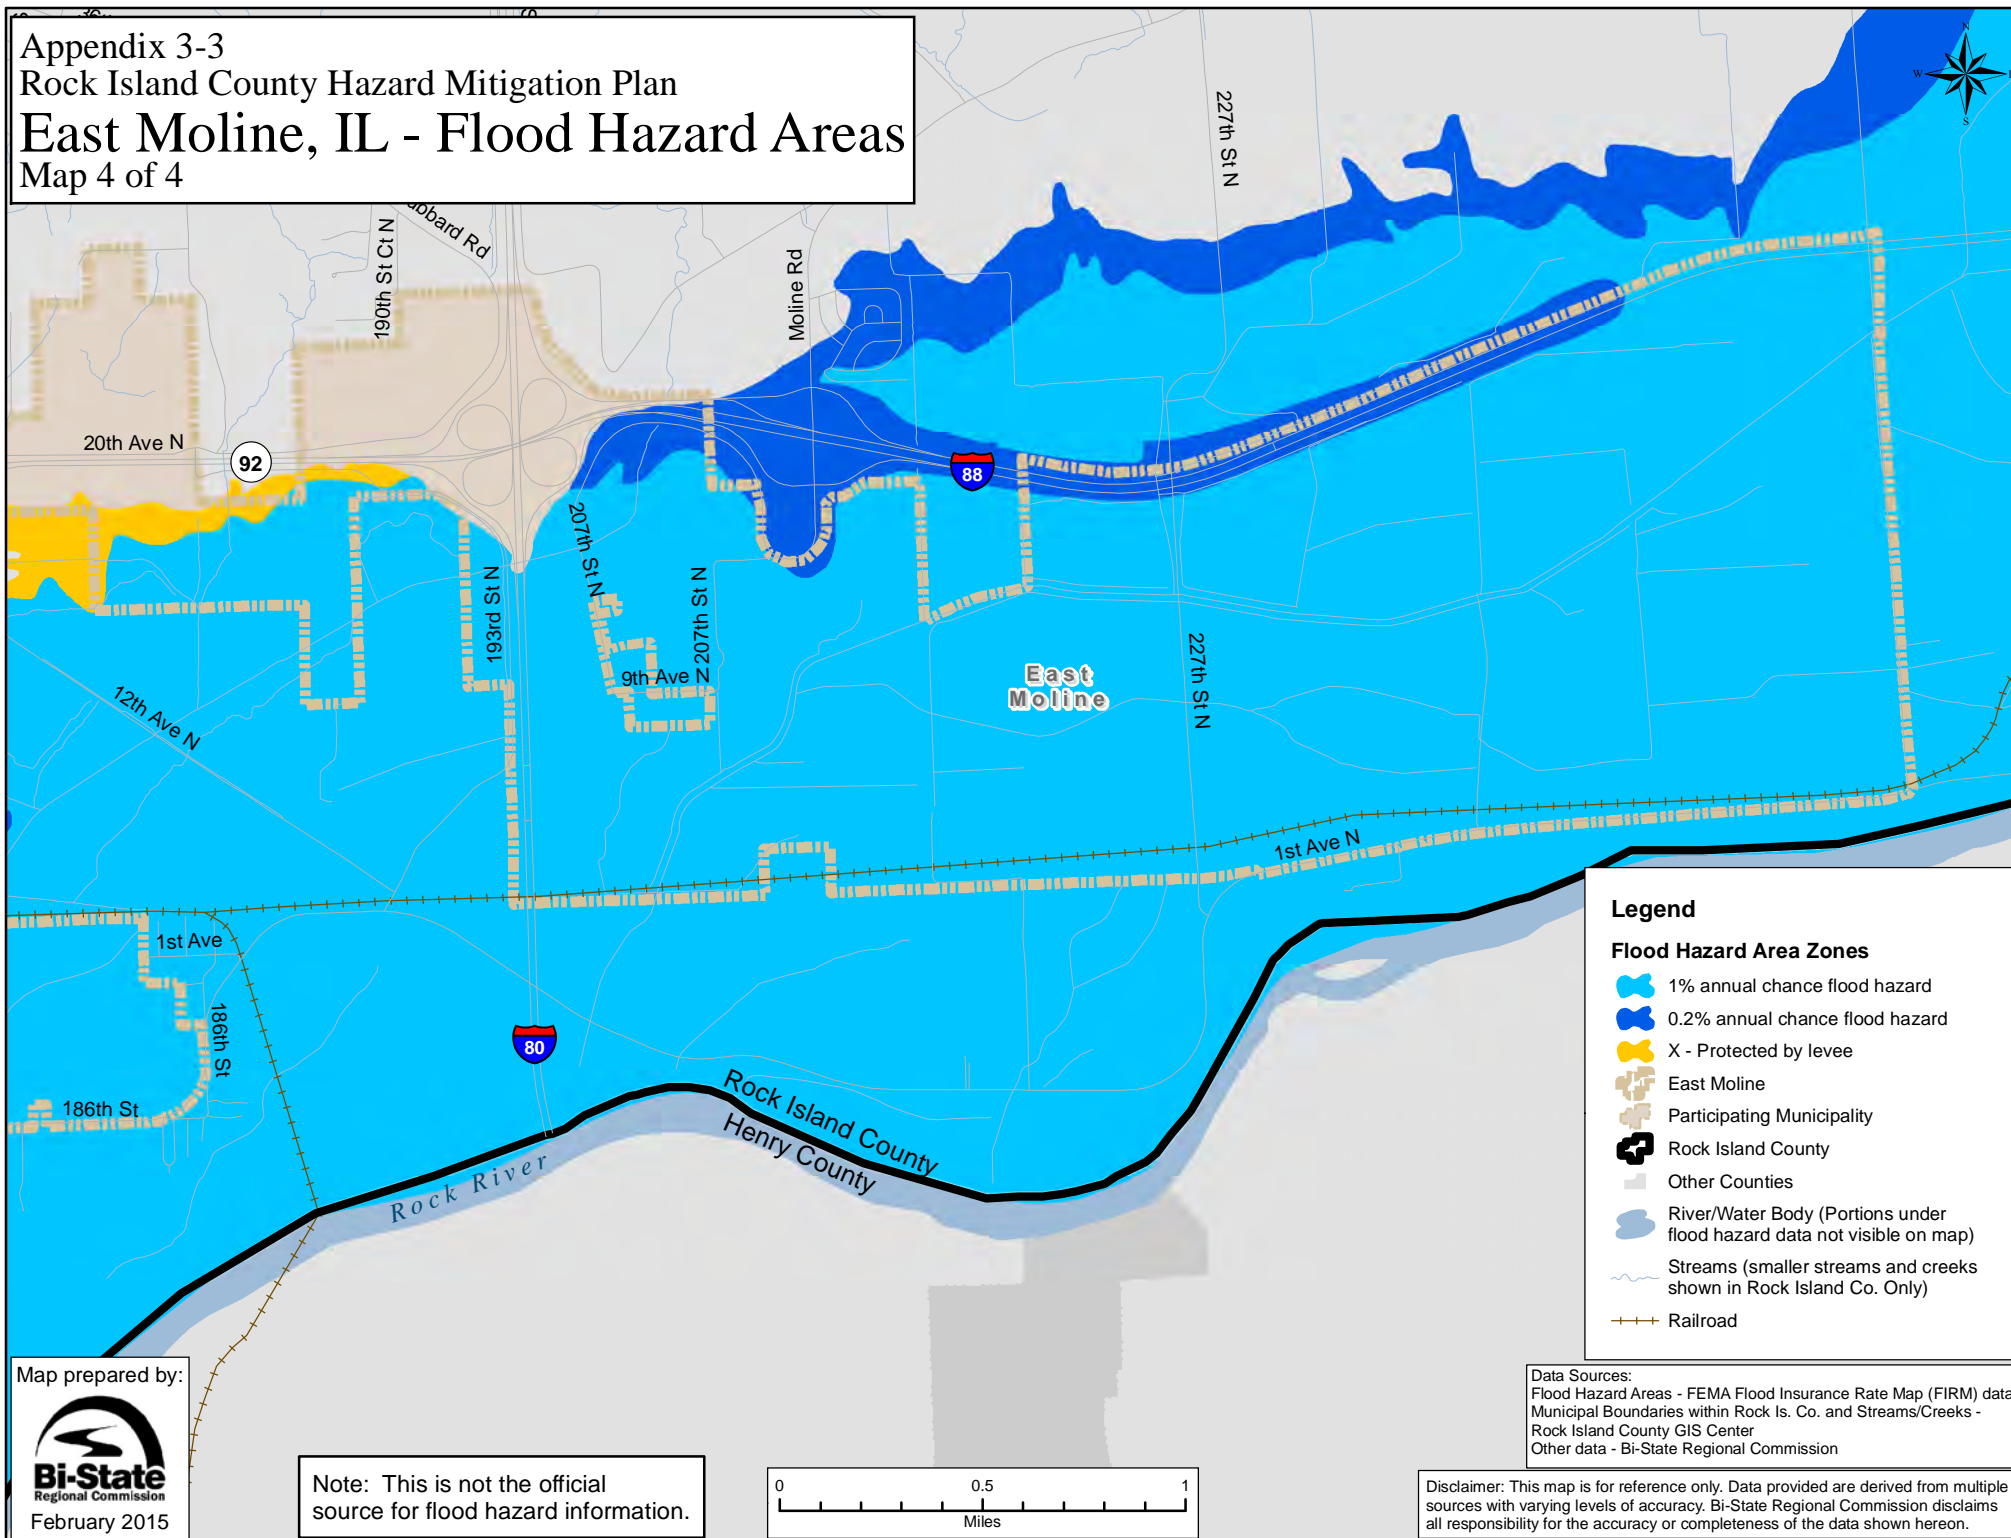 Appendix 3-3
Rock Island County Hazard Mitigation Plan
East Moline, IL - Flood Hazard Areas
Map 4 of 4
N
W
S
227th St N
190th St Ct N
Moline Rd
20th Ave N
92
88
207th St N
193rd St N
207th St N
9th Ave N
East
Moline
227th St N
12th Ave N
1st Ave N
1st Ave
186th St
186th St
80
Rock Island County
Henry County
Rock River
Legend
Flood Hazard Area Zones
1% annual chance flood hazard
0.2% annual chance flood hazard
X - Protected by levee
East Moline
Participating Municipality
Rock Island County
Other Counties
River/Water Body (Portions under
flood hazard data not visible on map)
Streams (smaller streams and creeks
shown in Rock Island Co. Only)
Railroad
Map prepared by:
Bi-State
Regional Commission
February 2015
Note: This is not the official
source for flood hazard information.
0 0.5 1
Miles
Data Sources:
Flood Hazard Areas - FEMA Flood Insurance Rate Map (FIRM) data
Municipal Boundaries within Rock Is. Co. and Streams/Creeks -
Rock Island County GIS Center
Other data - Bi-State Regional Commission
Disclaimer: This map is for reference only. Data provided are derived from multiple
sources with varying levels of accuracy. Bi-State Regional Commission disclaims
all responsibility for the accuracy or completeness of the data shown hereon.